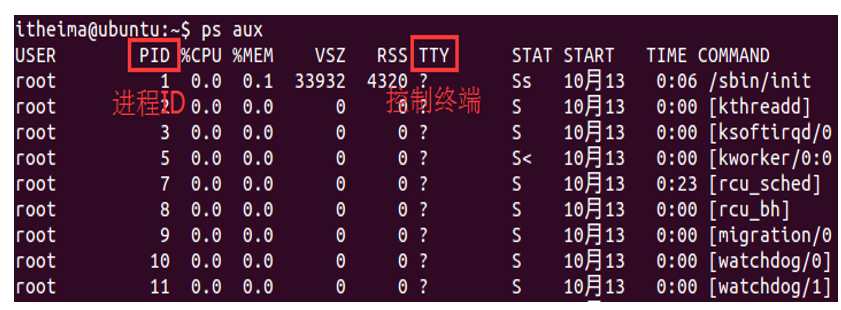 itheima@ubuntu:~$ ps aux
USER PID %CPU %MEM VSZ RSS TTY STAT START TIME COMMAND
root 1 0.0 0.1 33932 4320 ? Ss 10月13 0:06 /sbin/init
root 2 0.0 0.0 0 0 ? S 10月13 0:00 [kthreadd]
进程ID 控制终端
root 3 0.0 0.0 0 0 ? S 10月13 0:00 [ksoftirqd/0
root 5 0.0 0.0 0 0 ? S< 10月13 0:00 [kworker/0:0
root 7 0.0 0.0 0 0 ? S 10月13 0:23 [rcu_sched]
root 8 0.0 0.0 0 0 ? S 10月13 0:00 [rcu_bh]
root 9 0.0 0.0 0 0 ? S 10月13 0:00 [migration/0
root 10 0.0 0.0 0 0 ? S 10月13 0:00 [watchdog/0]
root 11 0.0 0.0 0 0 ? S 10月13 0:00 [watchdog/1]